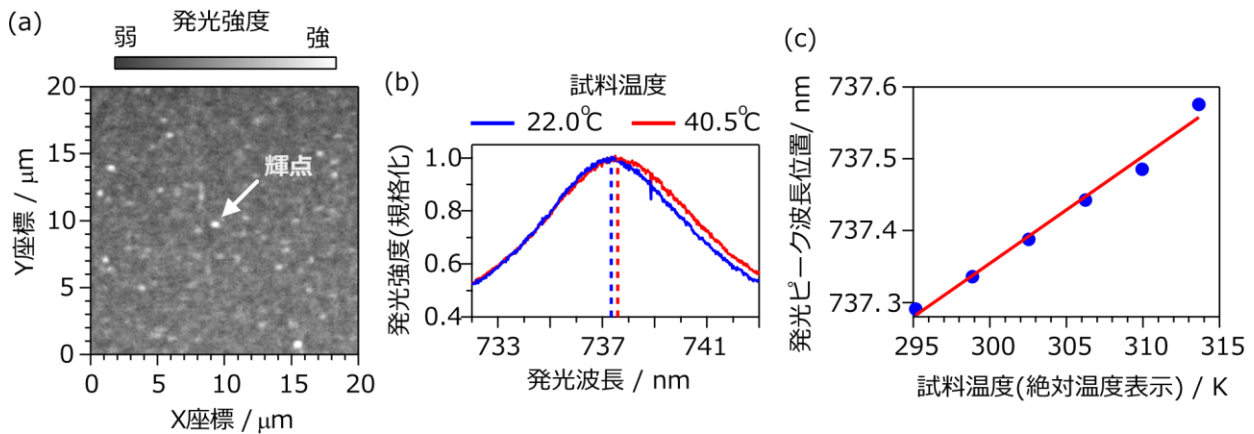 (a)
発光強度
弱 強
20
15
10
5
0
Y座標 / μm
輝点
0 5 10 15 20
X座標 / μm
(b)
試料温度
22.0℃ 40.5℃
1.0
0.8
0.6
0.4
発光強度(規格化)
733 737 741
発光波長 / nm
(c)
737.6
737.5
737.4
737.3
発光ピーク波長位置/ nm
295 300 305 310 315
試料温度(絶対温度表示) / K